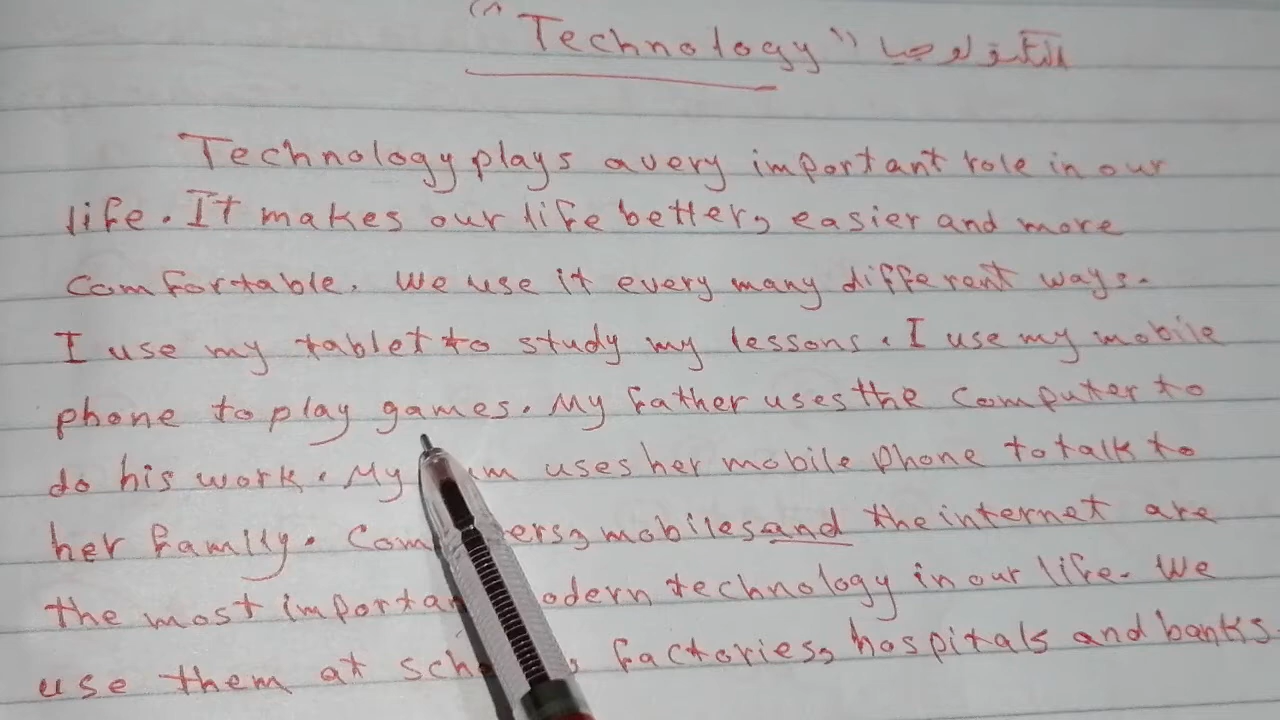 "Technology" التكنولوجيا
Technology plays a very important role in our
life. It makes our life better, easier and more
comfortable. We use it every many different ways.
I use my tablet to study my lessons. I use my mobile
phone to play games. My father uses the computer to
do his work. My um uses her mobile phone to talk to
her family. Com ers, mobiles and the internet are
the most importan odern technology in our life. We
use them at sch s, factories, hospitals and banks